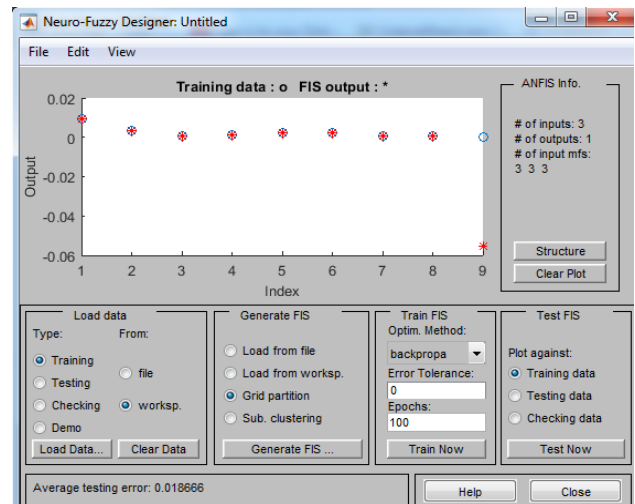 Neuro-Fuzzy Designer: Untitled
File Edit View
Training data : o FIS output : *
0.02
0
-0.02
-0.04
-0.06
Output
1 2 3 4 5 6 7 8 9
Index
ANFIS Info.
# of inputs: 3
# of outputs: 1
# of input mfs:
3 3 3
Structure
Clear Plot
Load data
Type: From:
Training
Testing
Checking
Demo
file
worksp.
Load Data...
Clear Data
Generate FIS
Load from file
Load from worksp.
Grid partition
Sub. clustering
Generate FIS ...
Train FIS
Optim. Method:
backpropa
Error Tolerance:
0
Epochs:
100
Train Now
Test FIS
Plot against:
Training data
Testing data
Checking data
Test Now
Average testing error: 0.018666
Help
Close